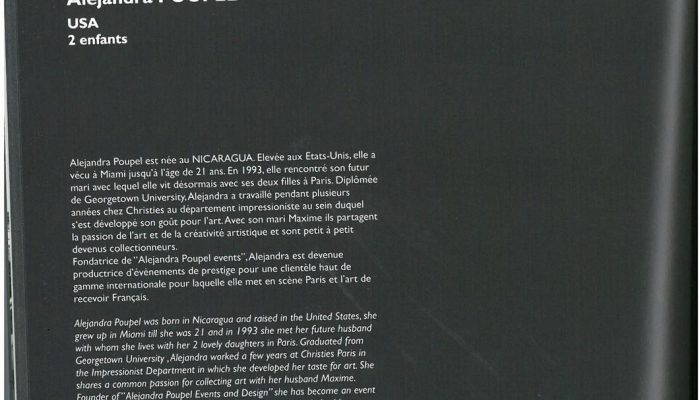 Alejandra POUPEL
USA
2 enfants
Alejandra Poupel est née au NICARAGUA. Elevée aux Etats-Unis, elle a
vécu à Miami jusqu'à l'âge de 21 ans. En 1993, elle rencontré son futur
mari avec lequel elle vit désormais avec ses deux filles à Paris. Diplômée
de Georgetown University, Alejandra a travaillé pendant plusieurs
années chez Christies au département impressioniste au sein duquel
s'est développé son goût pour l'art. Avec son mari Maxime ils partagent
la passion de l'art et de la créativité artistique et sont petit à petit
devenus collectionneurs.
Fondatrice de "Alejandra Poupel events", Alejandra est devenue
productrice d'événements de prestige pour une clientèle haut de
gamme internationale pour laquelle elle met en scène Paris et l'art de
recevoir Français.
Alejandra Poupel was born in Nicaragua and raised in the United States, she
grew up in Miami till she was 21 and in 1993 she met her future husband
with whom she lives with her 2 lovely daughters in Paris. Graduated from
Georgetown University , Alejandra worked a few years at Christies Paris in
the Impressionist Department in which she developed her taste for art. She
shares a common passion for collecting art with her husband Maxime.
Founder of "Alejandra Poupel Events and Design" she has become an event